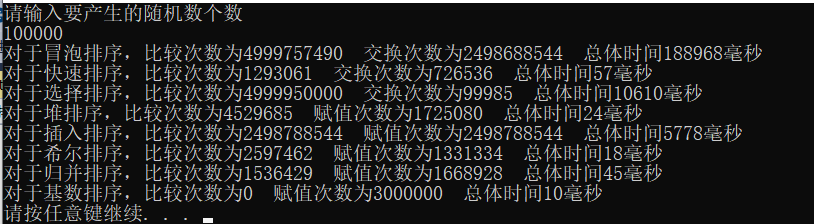 请输入要产生的随机数个数
100000
对于冒泡排序，比较次数为4999757490  交换次数为2498688544  总体时间188968毫秒
对于快速排序，比较次数为1293061  交换次数为726536  总体时间57毫秒
对于选择排序，比较次数为4999950000  交换次数为99985  总体时间10610毫秒
对于堆排序，比较次数为4529685  赋值次数为1725080  总体时间24毫秒
对于插入排序，比较次数为2498788544  赋值次数为2498788544  总体时间5778毫秒
对于希尔排序，比较次数为2597462  赋值次数为1331334  总体时间18毫秒
对于归并排序，比较次数为1536429  赋值次数为1668928  总体时间45毫秒
对于基数排序，比较次数为0  赋值次数为3000000  总体时间10毫秒
请按任意键继续. . .